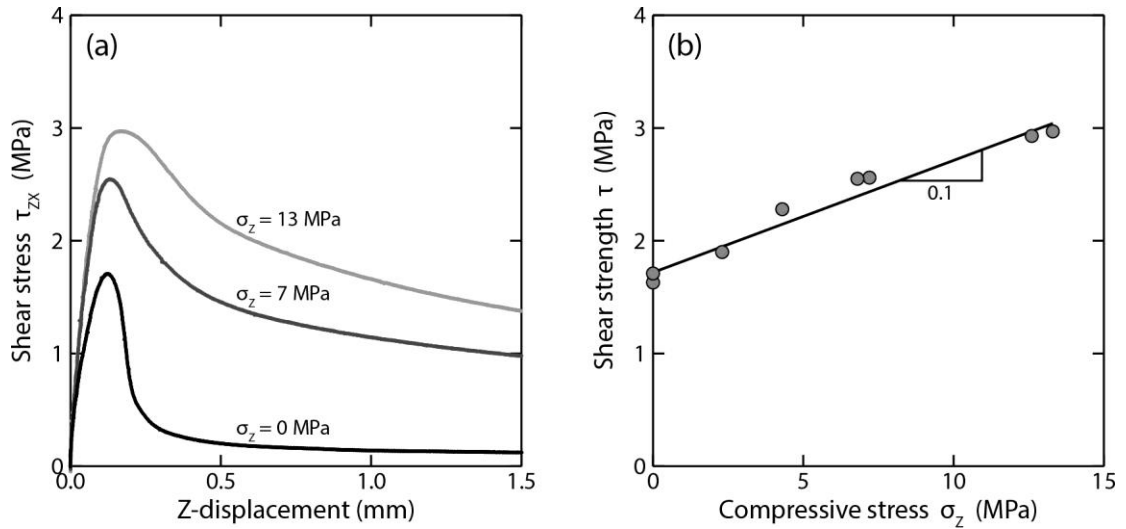 (a)
4
3
2
1
0
Shear stress τZX (MPa)
σZ = 13 MPa
σZ = 7 MPa
σZ = 0 MPa
0.0
0.5
1.0
1.5
Z-displacement (mm)
(b)
4
3
2
1
0
Shear strength τ (MPa)
0.1
0
5
10
15
Compressive stress σZ (MPa)